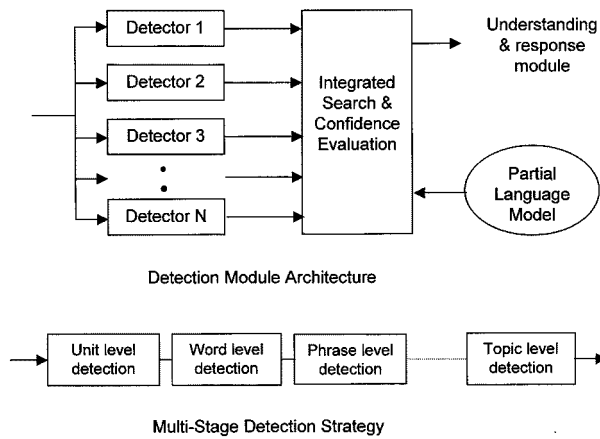 Detector 1
Detector 2
Detector 3
Detector N
Integrated
Search &
Confidence
Evaluation
Understanding
& response
module
Partial
Language
Model
Detection Module Architecture
Unit level
detection
Word level
detection
Phrase level
detection
Topic level
detection
Multi-Stage Detection Strategy